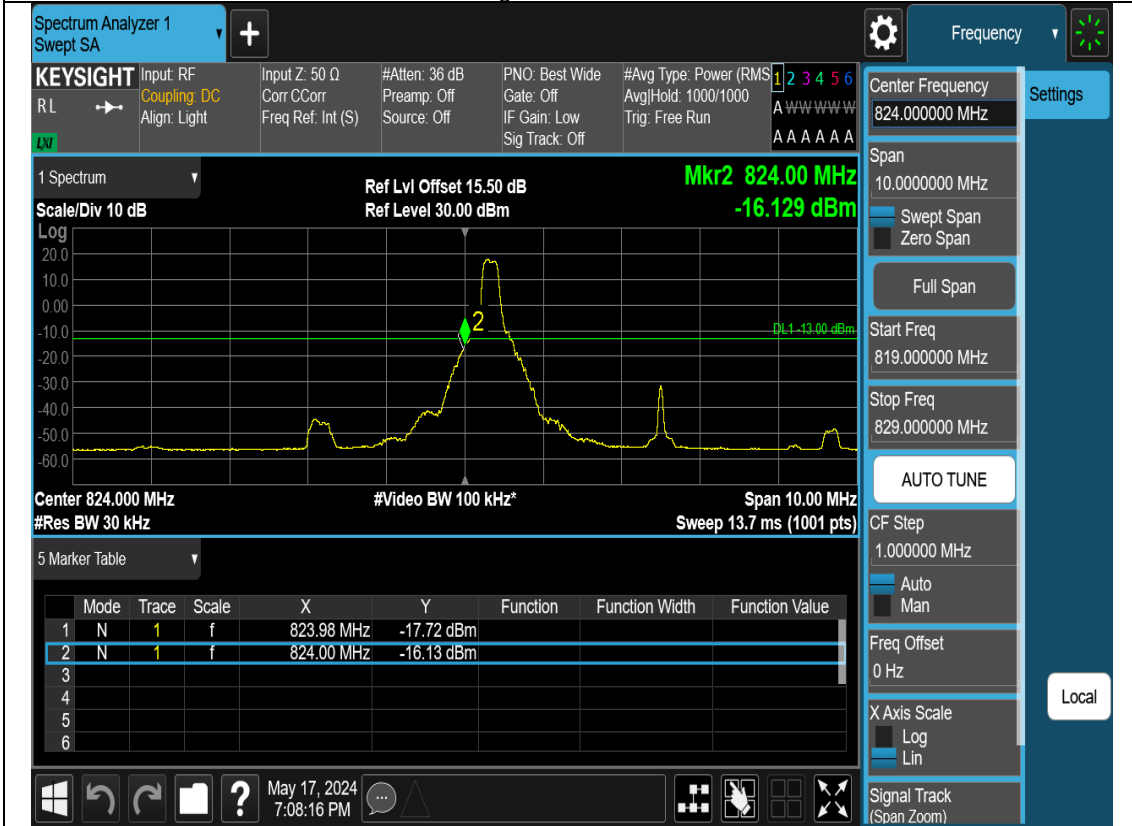 Spectrum Analyzer 1
Swept SA
+
Frequency
KEYSIGHT
RL
LXI
Input: RF
Coupling: DC
Align: Light
Input Z: 50 Ω
Corr CCorr
Freq Ref: Int (S)
#Atten: 36 dB
Preamp: Off
Source: Off
PNO: Best Wide
Gate: Off
IF Gain: Low
Sig Track: Off
#Avg Type: Power (RMS
Avg|Hold: 1000/1000
Trig: Free Run
1 2 3 4 5 6
A W W W W W
A A A A A A
1 Spectrum
Scale/Div 10 dB
Ref Lvl Offset 15.50 dB
Ref Level 30.00 dBm
Mkr2 824.00 MHz
-16.129 dBm
Log
20.0
10.0
0.00
-10.0
-20.0
-30.0
-40.0
-50.0
-60.0
2
DL1 -13.00 dBm
Center 824.000 MHz
#Video BW 100 kHz*
Span 10.00 MHz
#Res BW 30 kHz
Sweep 13.7 ms (1001 pts)
5 Marker Table
Mode Trace Scale X Y Function Function Width Function Value
1 N 1 f 823.98 MHz -17.72 dBm
2 N 1 f 824.00 MHz -16.13 dBm
3
4
5
6
?
May 17, 2024
7:08:16 PM
Center Frequency
824.000000 MHz
Settings
Span
10.0000000 MHz
Swept Span
Zero Span
Full Span
Start Freq
819.000000 MHz
Stop Freq
829.000000 MHz
AUTO TUNE
CF Step
1.000000 MHz
Auto
Man
Freq Offset
0 Hz
Local
X Axis Scale
Log
Lin
Signal Track
(Span Zoom)